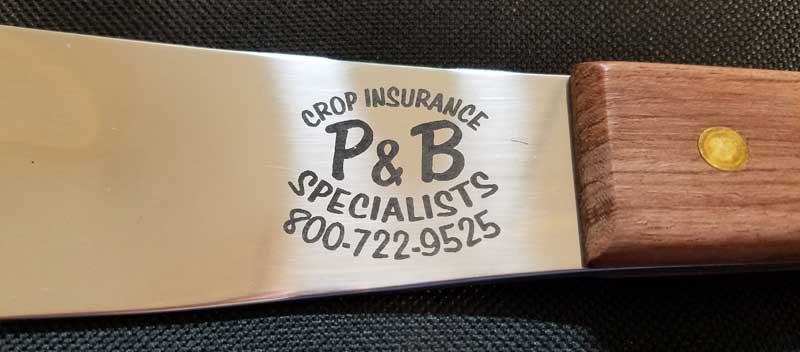 CROP INSURANCE
P & B
SPECIALISTS
800-722-9525